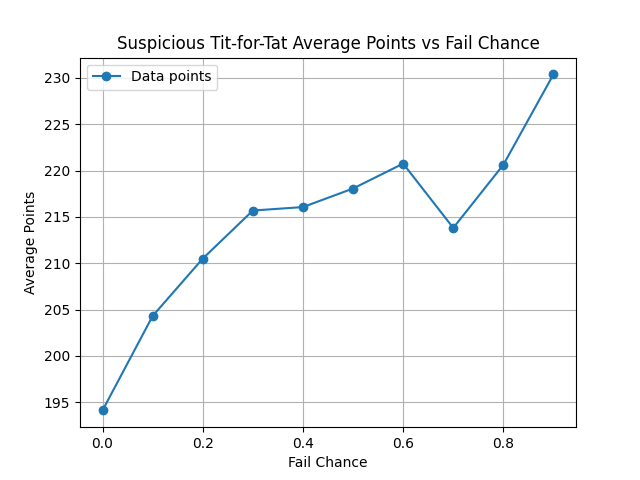 Suspicious Tit-for-Tat Average Points vs Fail Chance
Data points
Average Points
230
225
220
215
210
205
200
195
0.0 0.2 0.4 0.6 0.8
Fail Chance